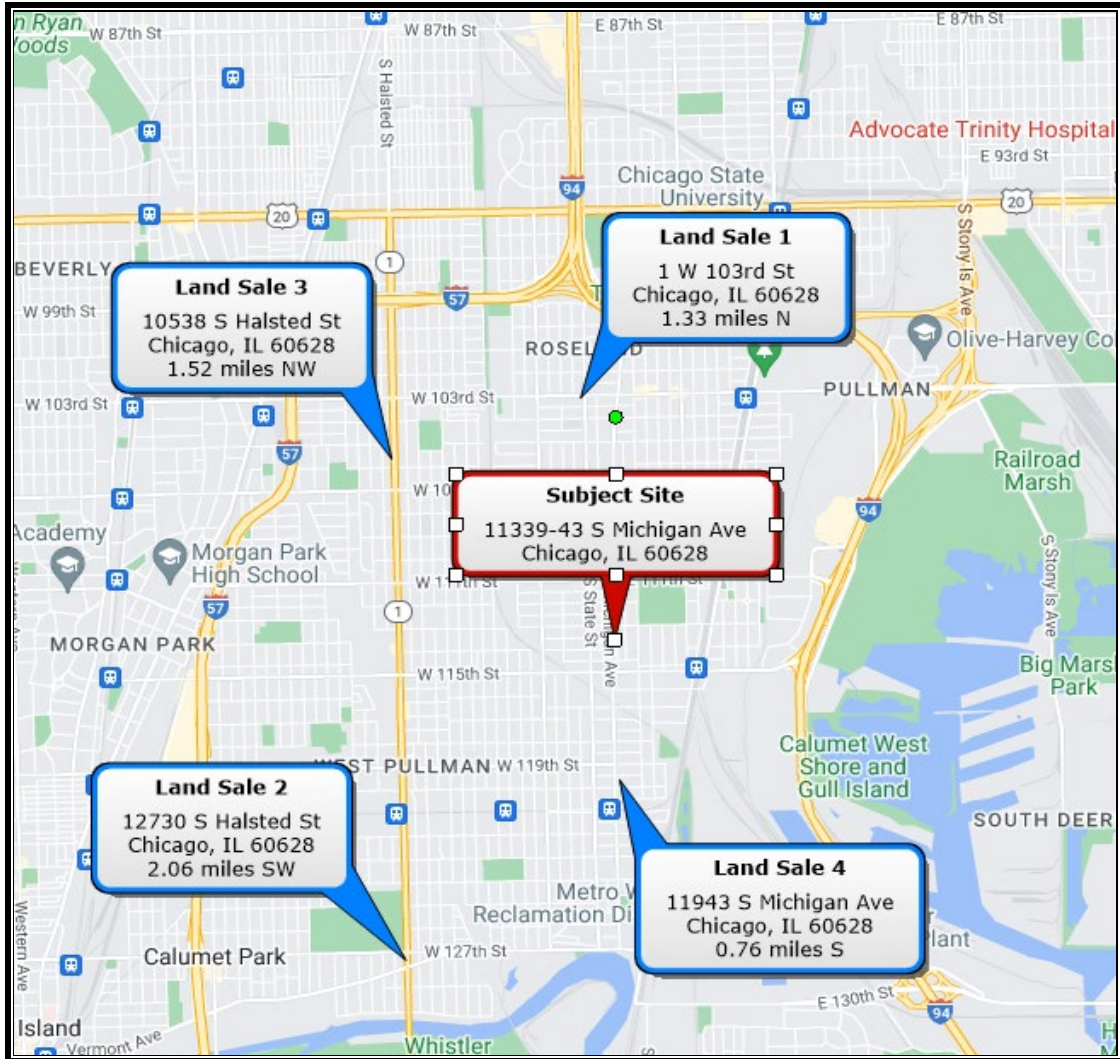 n Ryan
Woods
W 87th St
W 87th St
E 87th St
E 87th St
S Halsted St
Advocate Trinity Hospital
E 93rd St
Chicago State
University
94
20
20
S Stony Is Ave
Land Sale 1
1 W 103rd St
Chicago, IL 60628
1.33 miles N
1
BEVERLY
Land Sale 3
10538 S Halsted St
Chicago, IL 60628
1.52 miles NW
57
W 99th St
Olive-Harvey Co
PULLMAN
W 103rd St
W 103rd St
57
Railroad
Marsh
94
Subject Site
11339-43 S Michigan Ave
Chicago, IL 60628
Academy
Morgan Park
High School
S Stony Is Ave
57
1
S State St
MORGAN PARK
W 115th St
Big Mars
Park
Calumet West
Shore and
Gull Island
PULLMAN
W 119th St
SOUTH DEER
Land Sale 2
12730 S Halsted St
Chicago, IL 60628
2.06 miles SW
Land Sale 4
11943 S Michigan Ave
Chicago, IL 60628
0.76 miles S
Metro
Reclamation Di
Plant
Western Ave
Calumet Park
W 127th St
E 130th St
94
Island
Vermont Ave
Whistler